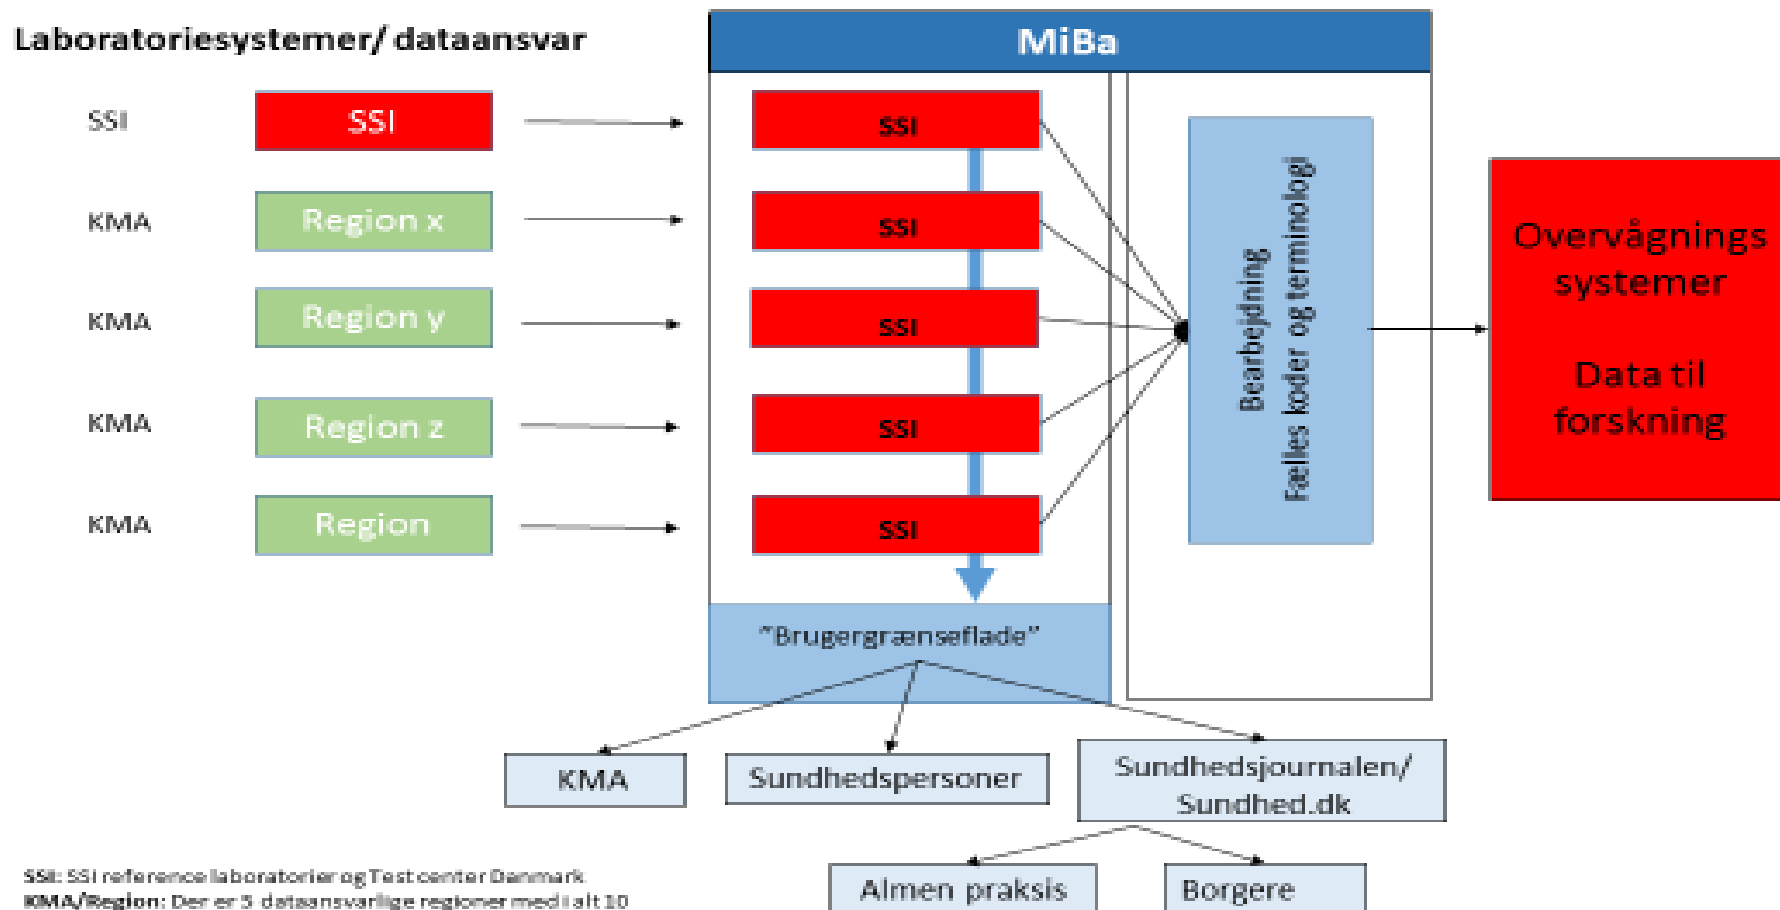 Laboratoriesystemer/ dataansvar
MiBa
SSI
SSI
SSI
KMA
Region x
SSI
KMA
Region y
SSI
KMA
Region z
SSI
KMA
Region
SSI
Bearbejdning
Fælles koder og terminologi
Overvågnings
systemer
Data til
forskning
"Brugergrænseflade"
KMA
Sundhedspersoner
Sundhedsjournalen/
Sundhed.dk
Almen praksis
Borgere
SSI: SSI reference laboratorier og Test center Danmark
KMA/Region: Der er 5 dataansvarlige regioner med i alt 10